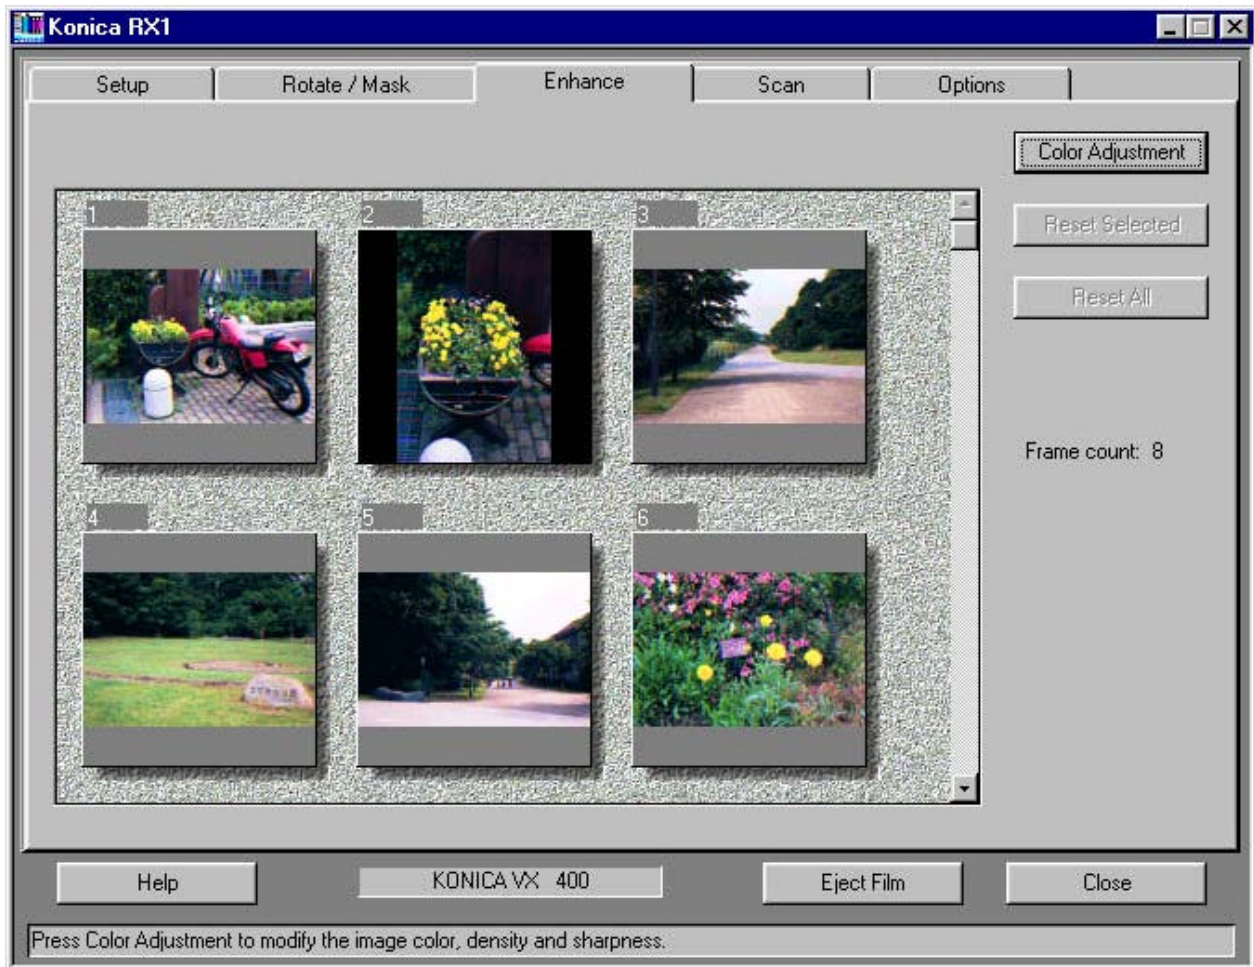 Konica RX1
Setup Rotate / Mask Enhance Scan Options
Color Adjustment
1 2 3
Reset Selected
Reset All
Frame count: 8
4 5 6
Help KONICA VX 400 Eject Film Close
Press Color Adjustment to modify the image color, density and sharpness.